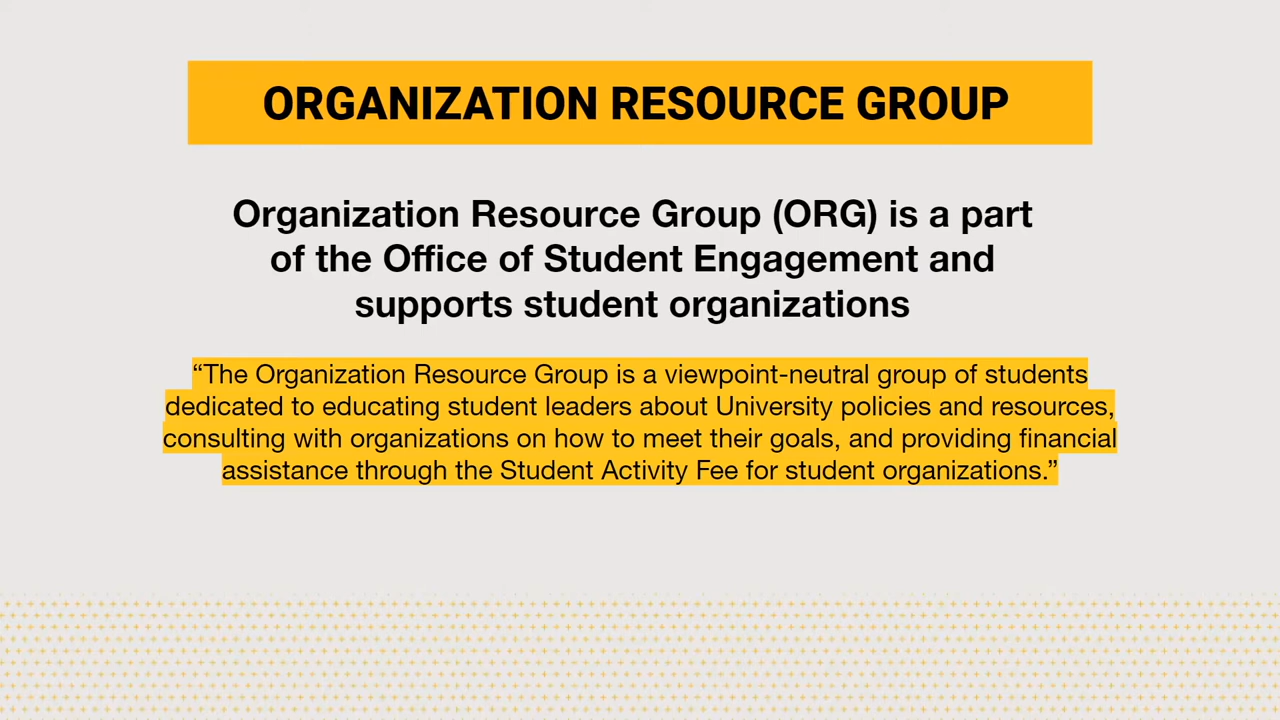 ORGANIZATION RESOURCE GROUP
Organization Resource Group (ORG) is a part
of the Office of Student Engagement and
supports student organizations
“The Organization Resource Group is a viewpoint-neutral group of students
dedicated to educating student leaders about University policies and resources,
consulting with organizations on how to meet their goals, and providing financial
assistance through the Student Activity Fee for student organizations.”